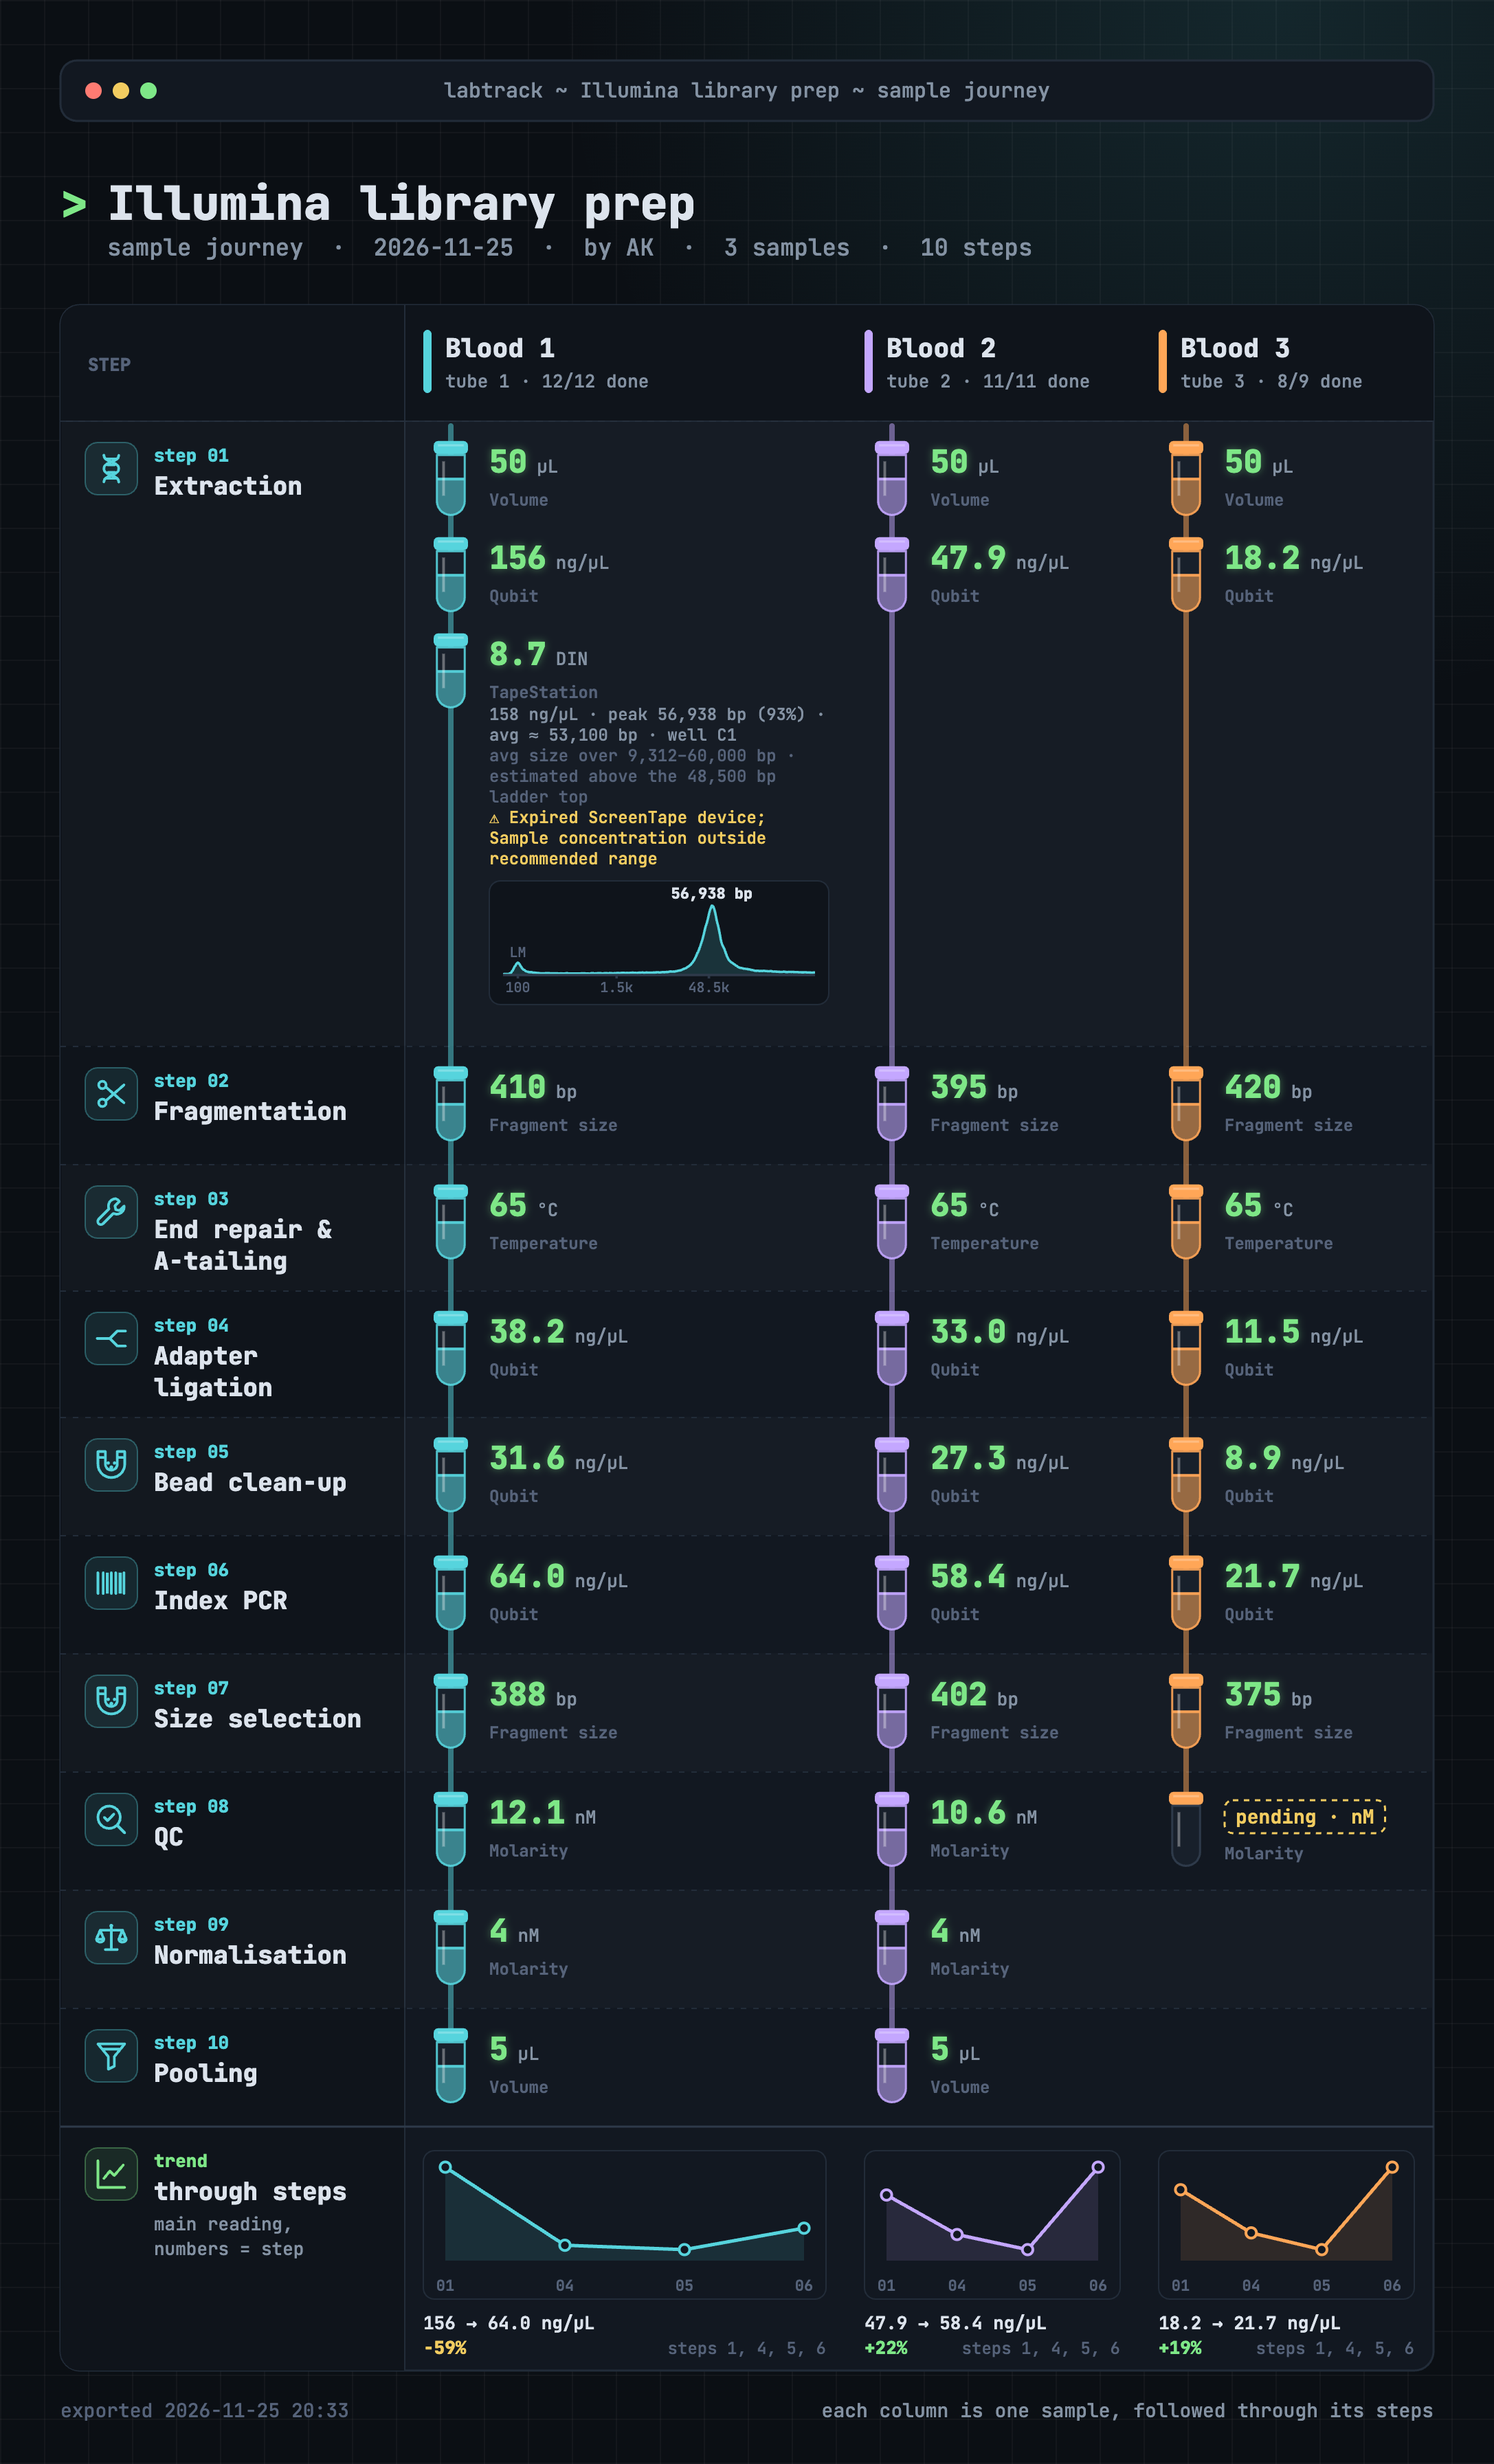 labtrack ~ Illumina library prep ~ sample journey
> Illumina library prep
sample journey · 2026-11-25 · by AK · 3 samples · 10 steps
STEP
Blood 1
tube 1 · 12/12 done
Blood 2
tube 2 · 11/11 done
Blood 3
tube 3 · 8/9 done
step 01
Extraction
50 µL
Volume
50 µL
Volume
50 µL
Volume
156 ng/µL
Qubit
47.9 ng/µL
Qubit
18.2 ng/µL
Qubit
8.7 DIN
TapeStation
158 ng/µL · peak 56,938 bp (93%) ·
avg ≈ 53,100 bp · well C1
avg size over 9,312–60,000 bp ·
estimated above the 48,500 bp
ladder top
⚠ Expired ScreenTape device;
Sample concentration outside
recommended range
56,938 bp
LM
100 1.5k 48.5k
step 02
Fragmentation
410 bp
Fragment size
395 bp
Fragment size
420 bp
Fragment size
step 03
End repair &
A-tailing
65 °C
Temperature
65 °C
Temperature
65 °C
Temperature
step 04
Adapter
ligation
38.2 ng/µL
Qubit
33.0 ng/µL
Qubit
11.5 ng/µL
Qubit
step 05
Bead clean-up
31.6 ng/µL
Qubit
27.3 ng/µL
Qubit
8.9 ng/µL
Qubit
step 06
Index PCR
64.0 ng/µL
Qubit
58.4 ng/µL
Qubit
21.7 ng/µL
Qubit
step 07
Size selection
388 bp
Fragment size
402 bp
Fragment size
375 bp
Fragment size
step 08
QC
12.1 nM
Molarity
10.6 nM
Molarity
pending · nM
Molarity
step 09
Normalisation
4 nM
Molarity
4 nM
Molarity
step 10
Pooling
5 µL
Volume
5 µL
Volume
trend
through steps
main reading,
numbers = step
01 04 05 06
156 → 64.0 ng/µL
-59% steps 1, 4, 5, 6
01 04 05 06
47.9 → 58.4 ng/µL
+22% steps 1, 4, 5, 6
01 04 05 06
18.2 → 21.7 ng/µL
+19% steps 1, 4, 5, 6
exported 2026-11-25 20:33
each column is one sample, followed through its steps